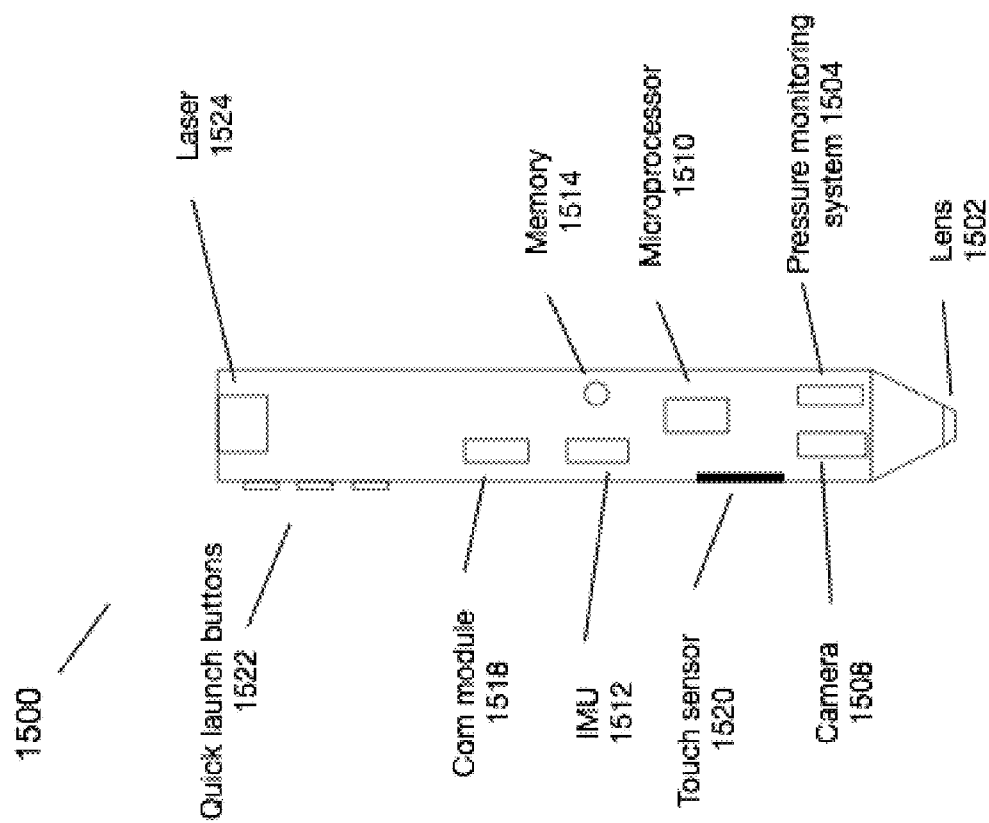 1500
Quick launch buttons
1522
Laser
1524
Com module
1518
IMU
1512
Memory
1514
Touch sensor
1520
Microprocessor
1510
Camera
1508
Pressure monitoring
system 1504
Lens
1502